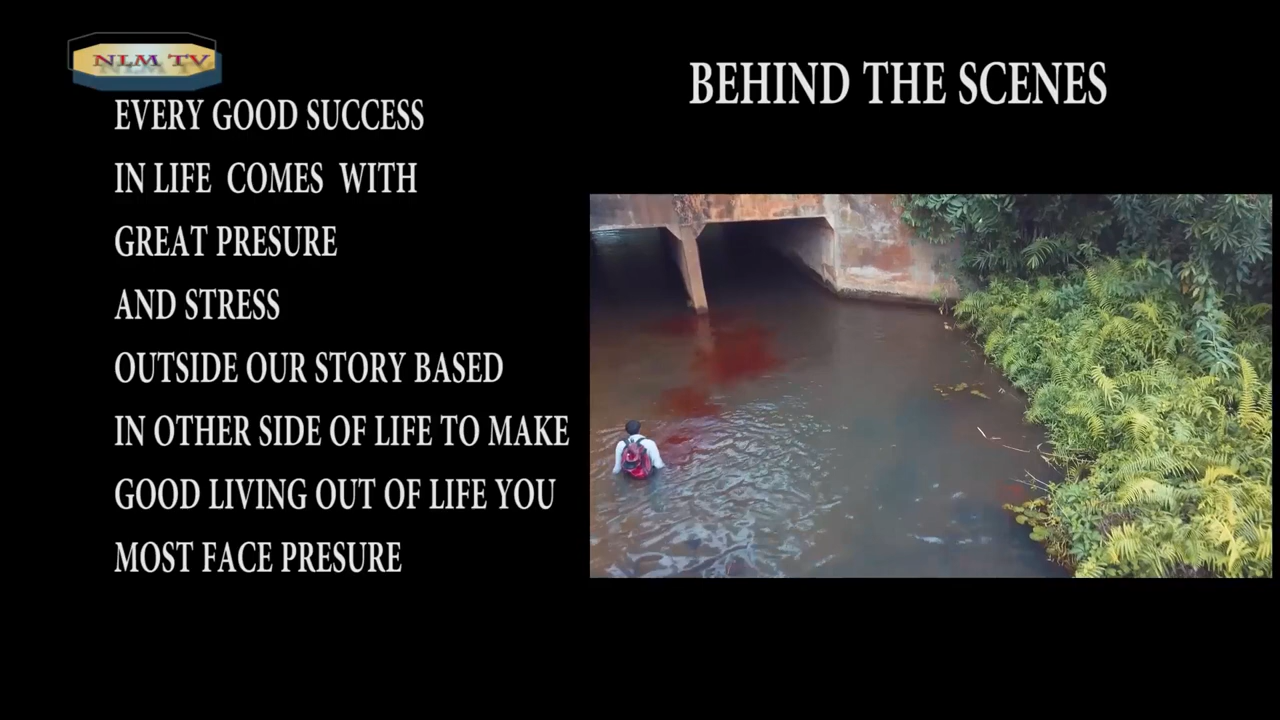 NLM TV
BEHIND THE SCENES
EVERY GOOD SUCCESS
IN LIFE COMES WITH
GREAT PRESURE
AND STRESS
OUTSIDE OUR STORY BASED
IN OTHER SIDE OF LIFE TO MAKE
GOOD LIVING OUT OF LIFE YOU
MOST FACE PRESURE